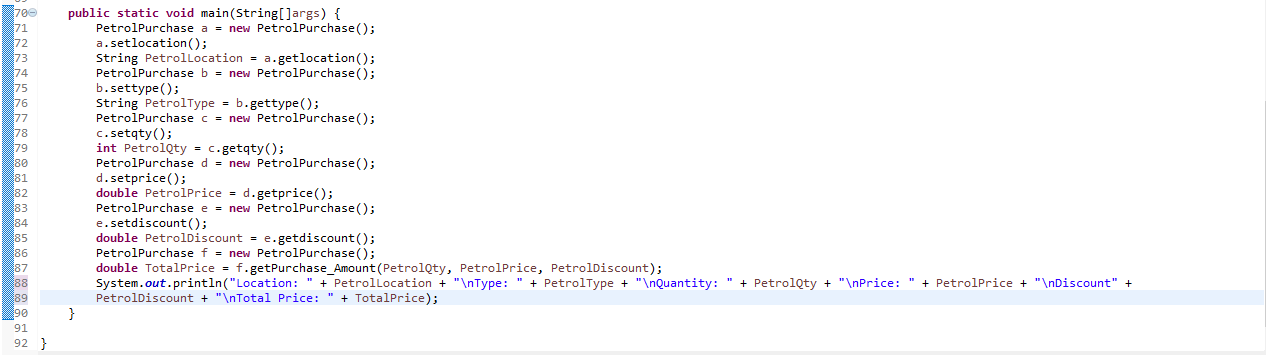 70 public static void main(String[]args) {
71 PetrolPurchase a = new PetrolPurchase();
72 a.setlocation();
73 String PetrolLocation = a.getlocation();
74 PetrolPurchase b = new PetrolPurchase();
75 b.settype();
76 String PetrolType = b.gettype();
77 PetrolPurchase c = new PetrolPurchase();
78 c.setqty();
79 int PetrolQty = c.getqty();
80 PetrolPurchase d = new PetrolPurchase();
81 d.setprice();
82 double PetrolPrice = d.getprice();
83 PetrolPurchase e = new PetrolPurchase();
84 e.setdiscount();
85 double PetrolDiscount = e.getdiscount();
86 PetrolPurchase f = new PetrolPurchase();
87 double TotalPrice = f.getPurchase_Amount(PetrolQty, PetrolPrice, PetrolDiscount);
88 System.out.println("Location: " + PetrolLocation + "\nType: " + PetrolType + "\nQuantity: " + PetrolQty + "\nPrice: " + PetrolPrice + "\nDiscount" +
89 PetrolDiscount + "\nTotal Price: " + TotalPrice);
90 }
91
92 }